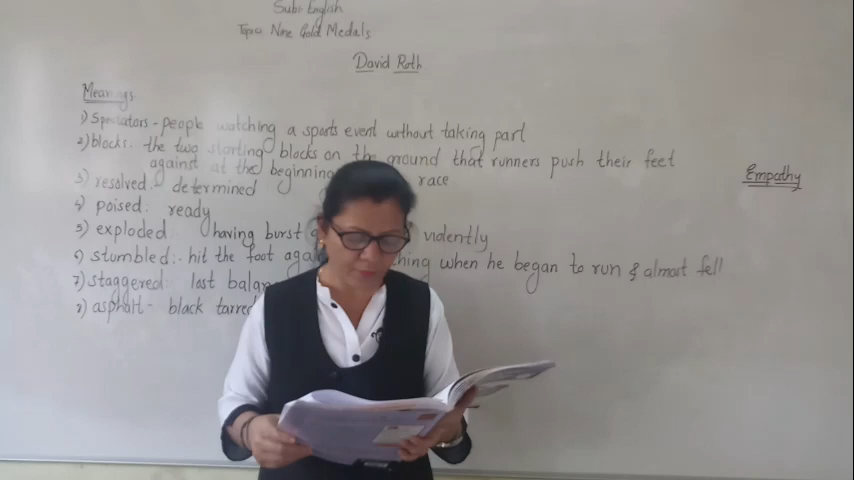 Sub:- English
Topic: Nine Gold Medals
David Roth
Meanings
1) Spectators - people watching a sports event without taking part
2) blocks: the two starting blocks on the ground that runners push their feet
against at the beginning race
Empathy
3) resolved:- determined
4) poised: ready
5) exploded: having burst violently
6) stumbled:- hit the foot when he began to run & almost fell
7) staggered: lost
8) asphalt - black tarred